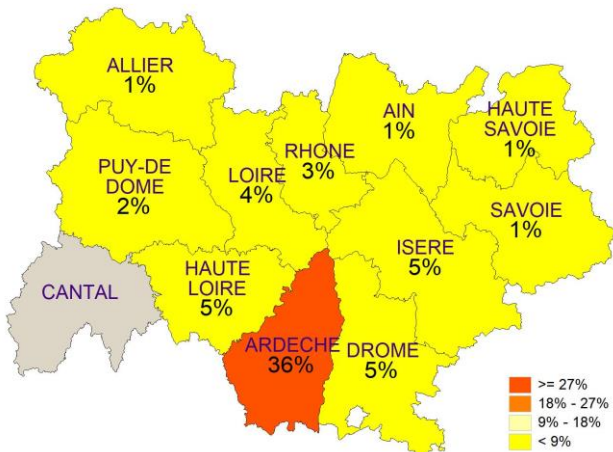 ALLIER
1%
AIN
1%
HAUTE
SAVOIE
1%
PUY-DE
DOME
2%
LOIRE
4%
RHONE
3%
SAVOIE
1%
ISERE
5%
CANTAL
HAUTE
LOIRE
5%
ARDECHE
36%
DROME
5%
>= 27%
18% - 27%
9% - 18%
< 9%